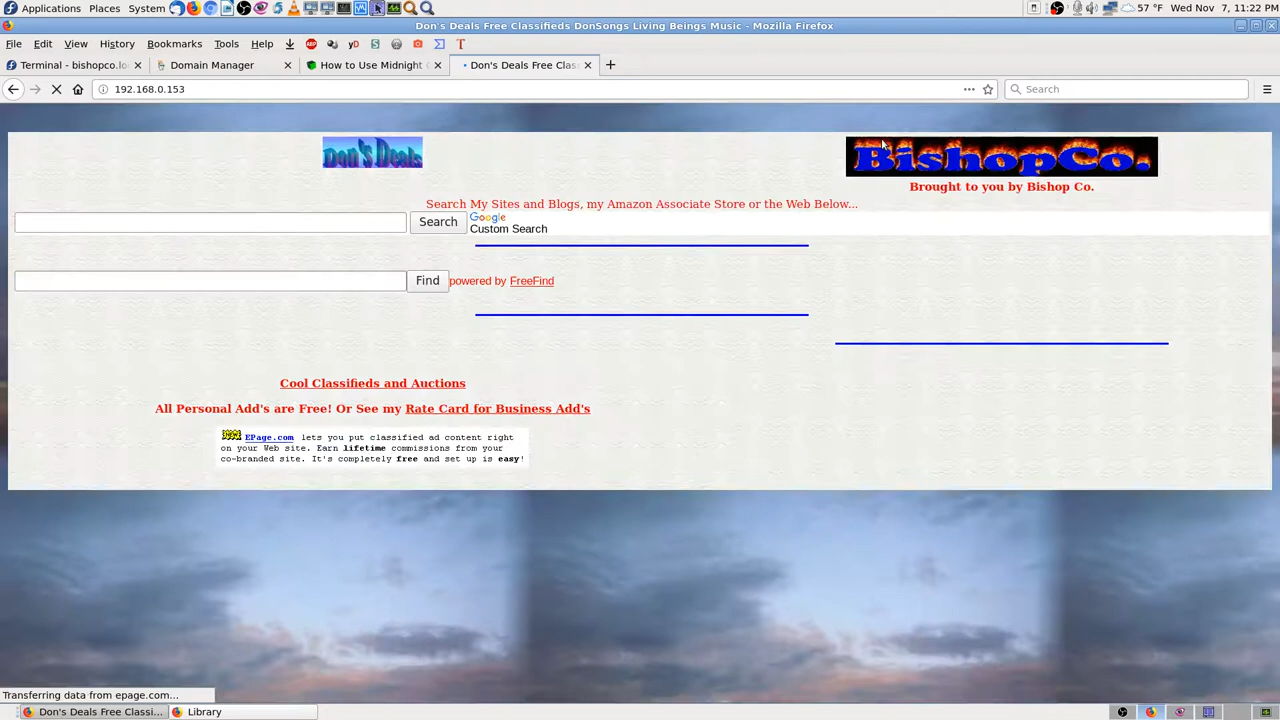 Applications Places System 57 °F Wed Nov 7, 11:22 PM
Don's Deals Free Classifieds DonSongs Living Beings Music - Mozilla Firefox
File Edit View History Bookmarks Tools Help
Terminal - bishopco.lo
Domain Manager
How to Use Midnight
Don's Deals Free Clas
192.168.0.153
Search
Don's Deals
BishopCo.
Brought to you by Bishop Co.
Search My Sites and Blogs, my Amazon Associate Store or the Web Below...
Search
Google
Custom Search
Find
powered by FreeFind
Cool Classifieds and Auctions
All Personal Add's are Free! Or See my Rate Card for Business Add's
EPage.com lets you put classified ad content right
on your Web site. Earn lifetime commissions from your
co-branded site. It's completely free and set up is easy!
Transferring data from epage.com...
Don's Deals Free Classifi...
Library